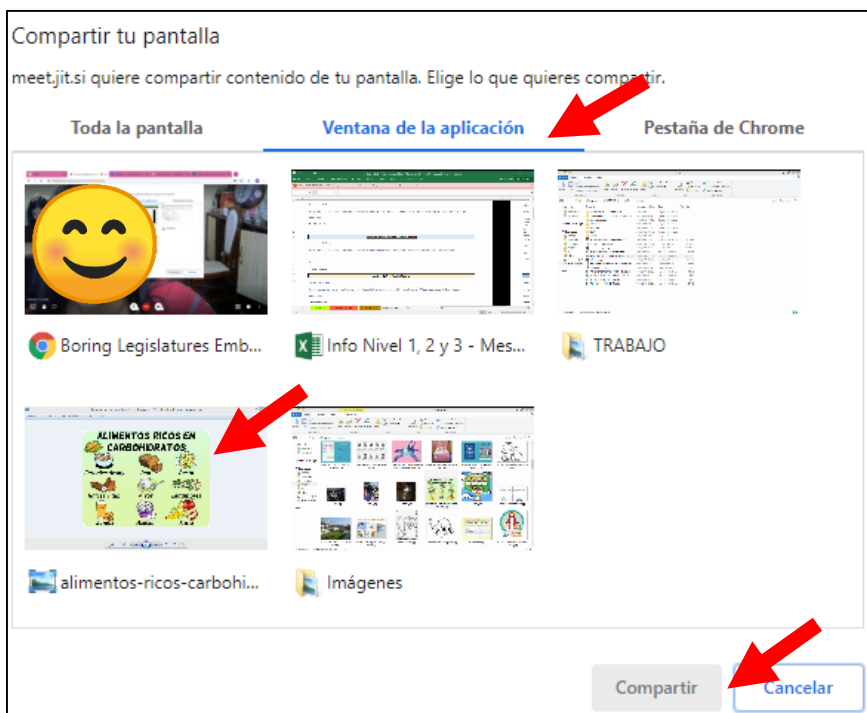 Compartir tu pantalla
meet.jit.si quiere compartir contenido de tu pantalla. Elige lo que quieres compartir.
Toda la pantalla
Ventana de la aplicación
Pestaña de Chrome
Boring Legislatures Emb...
Info Nivel 1, 2 y 3 - Mes...
TRABAJO
ALIMENTOS RICOS EN
CARBOHIDRATOS
alimentos-ricos-carbohi...
Imágenes
Compartir
Cancelar